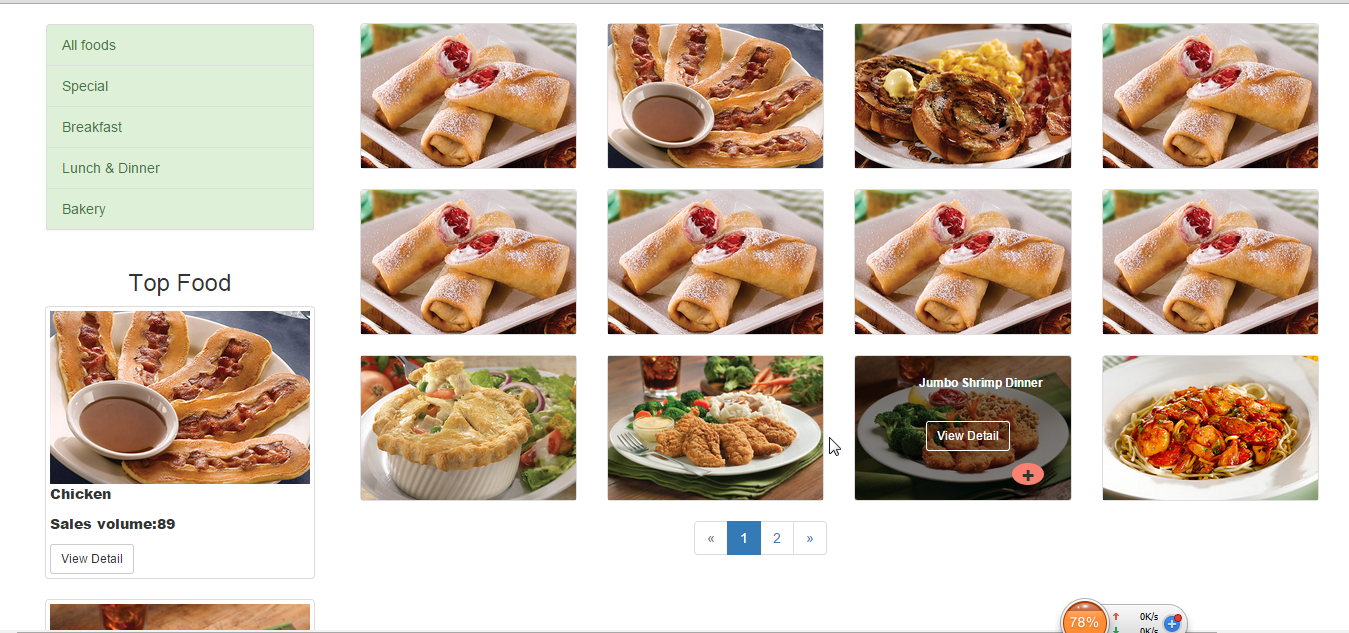 All foods
Special
Breakfast
Lunch & Dinner
Bakery
Top Food
Chicken
Sales volume:89
View Detail
Jumbo Shrimp Dinner
View Detail
+
« 1 2 »
78%
↑ 0K/s
↓ 0K/s
+